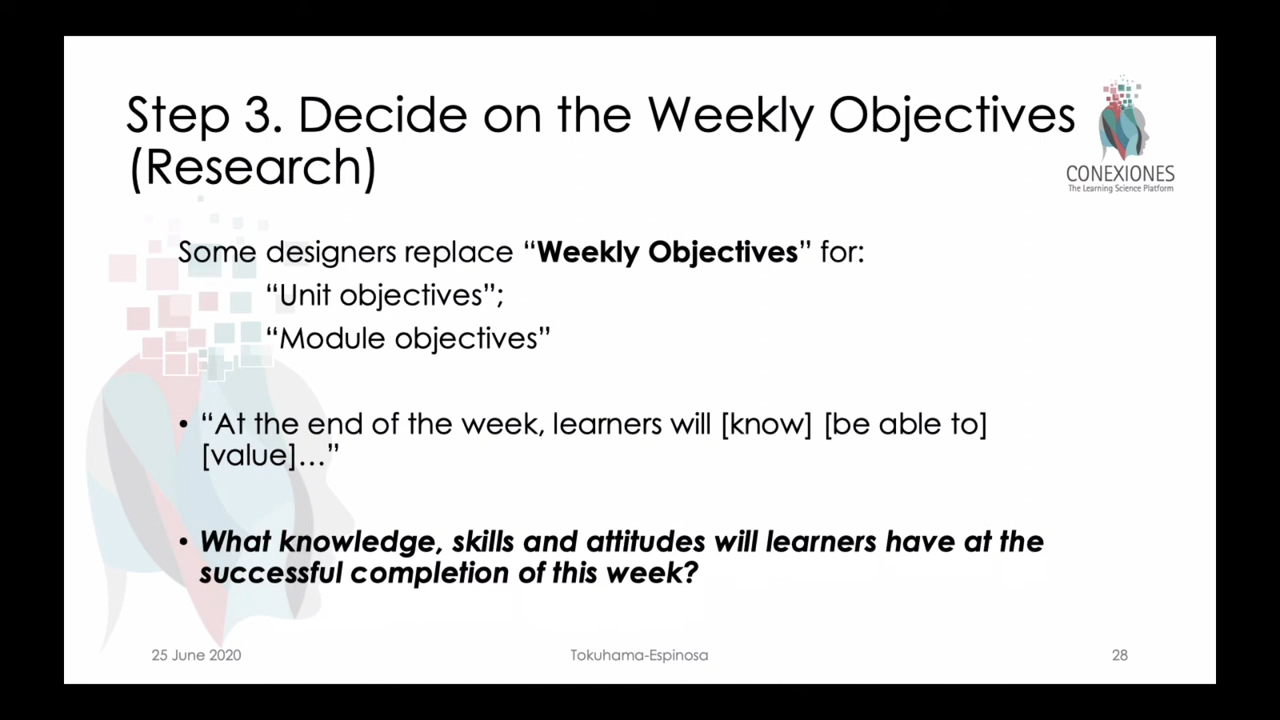 Step 3. Decide on the Weekly Objectives
(Research)
CONEXIONES
The Learning Science Platform
Some designers replace “Weekly Objectives” for:
“Unit objectives”;
“Module objectives”
• “At the end of the week, learners will [know] [be able to]
[value]…”
• What knowledge, skills and attitudes will learners have at the
successful completion of this week?
25 June 2020
Tokuhama-Espinosa
28